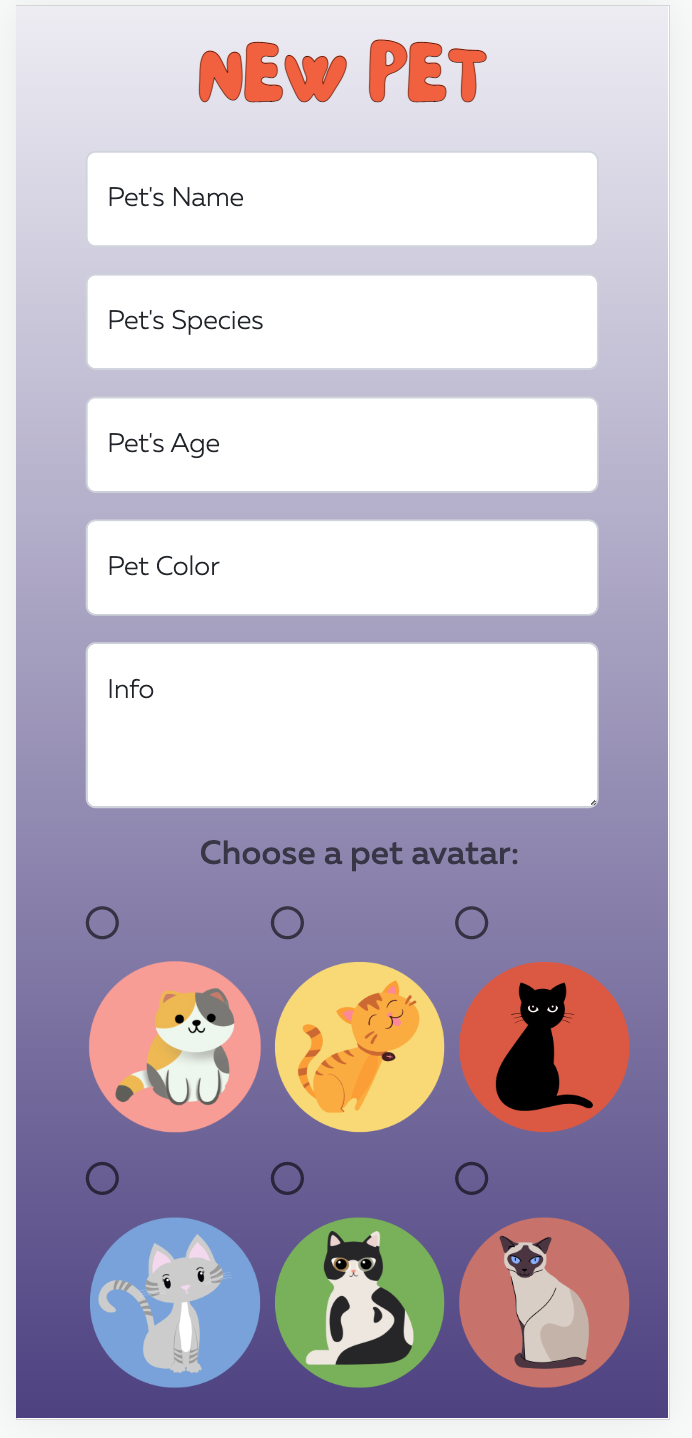 NEW PET
Pet's Name
Pet's Species
Pet's Age
Pet Color
Info
Choose a pet avatar: